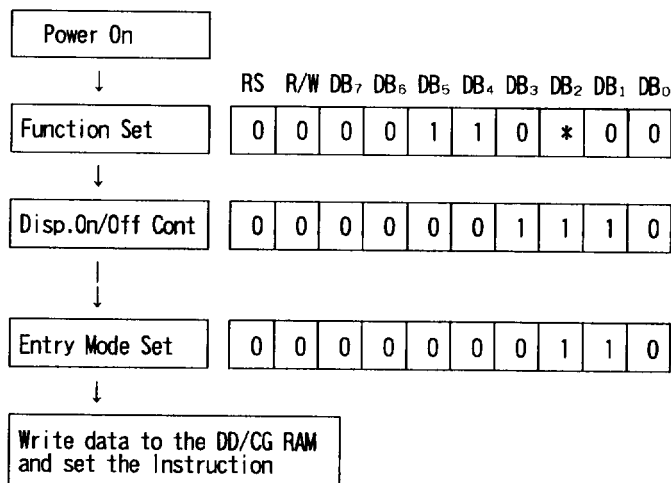 Power On
RS R/W DB₇ DB₆ DB₅ DB₄ DB₃ DB₂ DB₁ DB₀
Function Set 0 0 0 0 1 1 0 * 0 0
Disp.On/Off Cont 0 0 0 0 0 0 1 1 1 0
Entry Mode Set 0 0 0 0 0 0 0 1 1 0
Write data to the DD/CG RAM
and set the Instruction